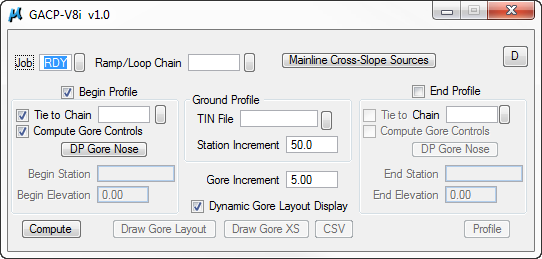 GACP-V8i v1.0
Job RDY Ramp/Loop Chain Mainline Cross-Slope Sources D
Begin Profile End Profile
Ground Profile
Tie to Chain TIN File Tie to Chain
Compute Gore Controls Compute Gore Controls
DP Gore Nose Station Increment 50.0 DP Gore Nose
Begin Station Gore Increment 5.00 End Station
Begin Elevation 0.00 End Elevation 0.00
Dynamic Gore Layout Display
Compute Draw Gore Layout Draw Gore XS CSV Profile